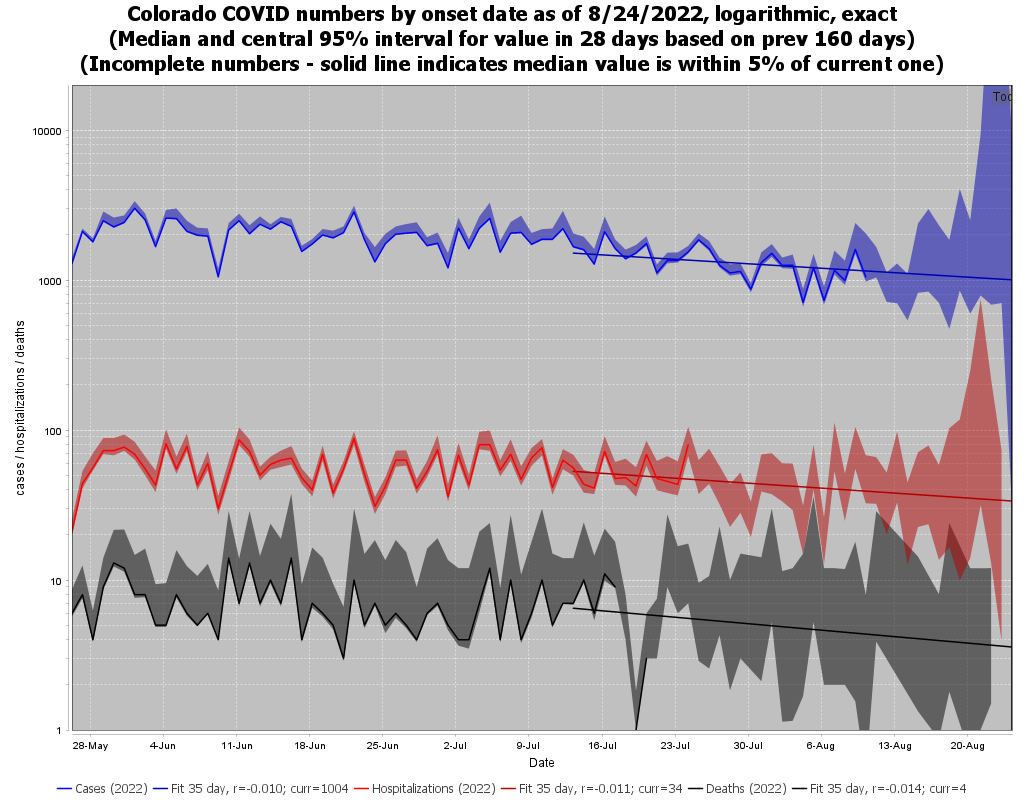 Colorado COVID numbers by onset date as of 8/24/2022, logarithmic, exact
(Median and central 95% interval for value in 28 days based on prev 160 days)
(Incomplete numbers - solid line indicates median value is within 5% of current one)
10000
1000
100
10
1
cases / hospitalizations / deaths
28-May 4-Jun 11-Jun 18-Jun 25-Jun 2-Jul 9-Jul 16-Jul 23-Jul 30-Jul 6-Aug 13-Aug 20-Aug
Date
Cases (2022) Fit 35 day, r=-0.010; curr=1004 Hospitalizations (2022) Fit 35 day, r=-0.011; curr=34 Deaths (2022) Fit 35 day, r=-0.014; curr=4